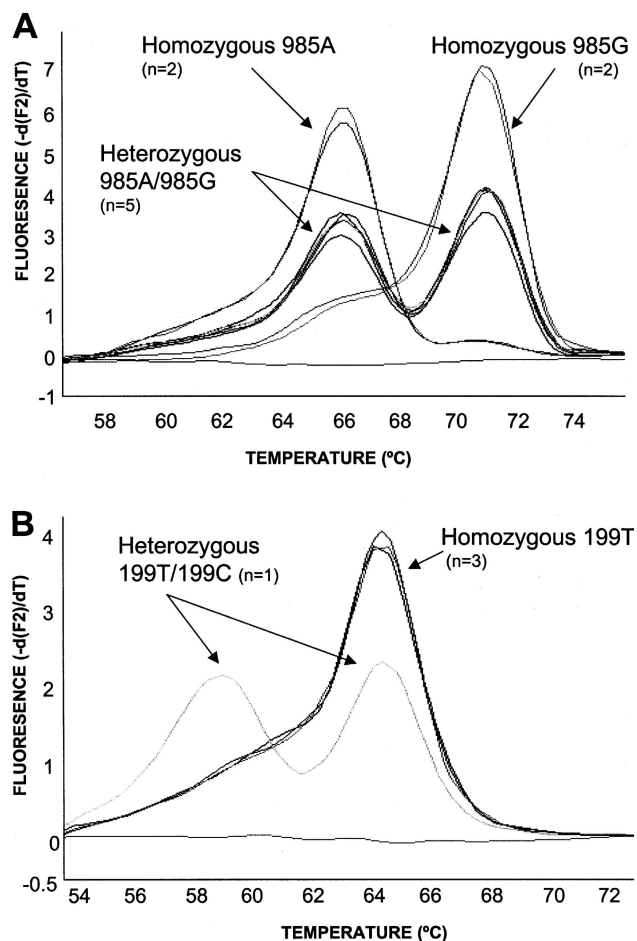 A
Homozygous 985A
(n=2)
Homozygous 985G
(n=2)
Heterozygous
985A/985G
(n=5)
FLUORESENCE (-d(F2)/dT)
7
6
5
4
3
2
1
0
-1
58 60 62 64 66 68 70 72 74
TEMPERATURE (ºC)
B
Heterozygous
199T/199C (n=1)
Homozygous 199T
(n=3)
FLUORESENCE (-d(F2)/dT)
4
3
2
1
0
-0.5
54 56 58 60 62 64 66 68 70 72
TEMPERATURE (ºC)